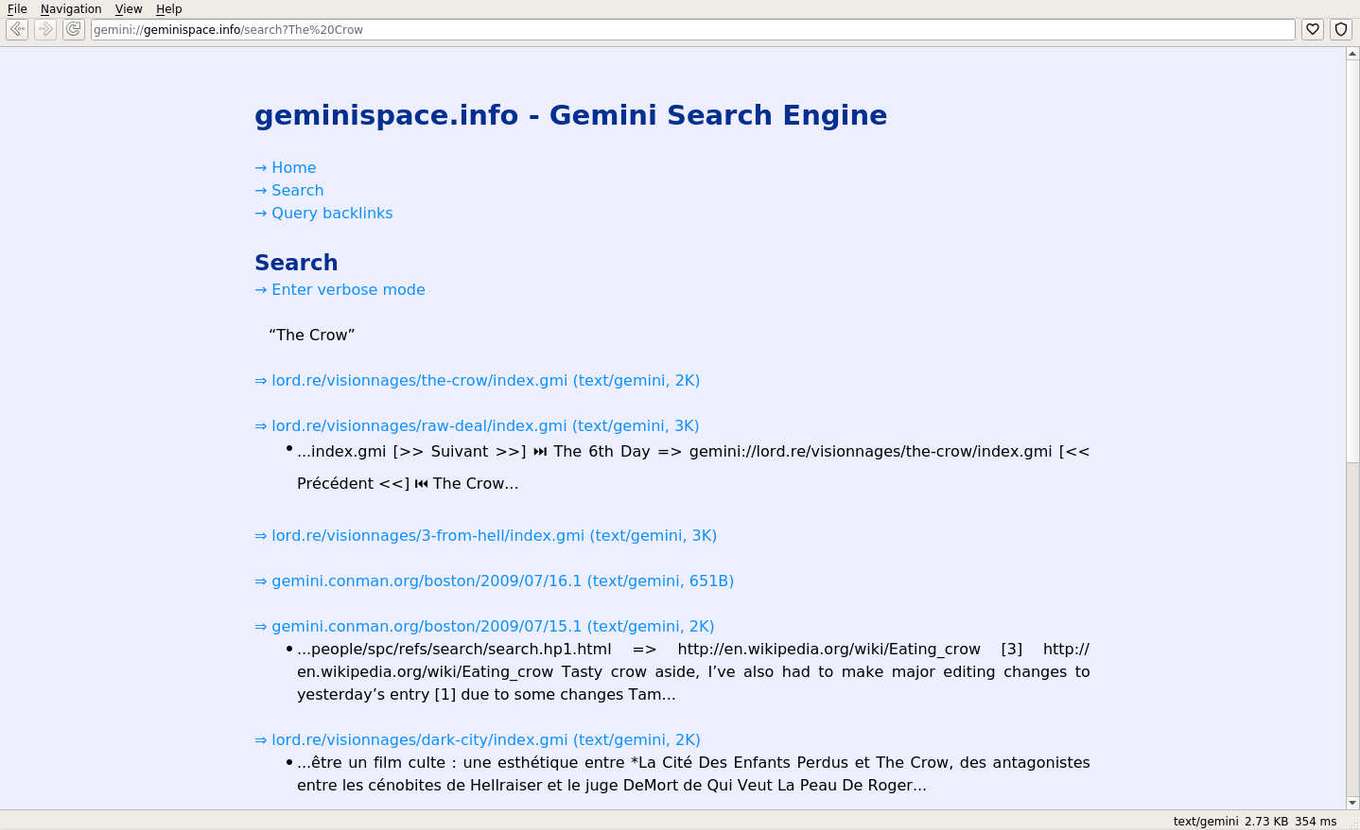 File Navigation View Help
gemini://geminispace.info/search?The%20Crow
geminispace.info - Gemini Search Engine
→ Home
→ Search
→ Query backlinks
Search
→ Enter verbose mode
“The Crow”
⇒ lord.re/visionnages/the-crow/index.gmi (text/gemini, 2K)
⇒ lord.re/visionnages/raw-deal/index.gmi (text/gemini, 3K)
• ...index.gmi [>> Suivant >>] ⏭ The 6th Day => gemini://lord.re/visionnages/the-crow/index.gmi [<<
Précédent <<] ⏮ The Crow...
⇒ lord.re/visionnages/3-from-hell/index.gmi (text/gemini, 3K)
⇒ gemini.conman.org/boston/2009/07/16.1 (text/gemini, 651B)
⇒ gemini.conman.org/boston/2009/07/15.1 (text/gemini, 2K)
• ...people/spc/refs/search/search.hp1.html => http://en.wikipedia.org/wiki/Eating_crow [3] http://
en.wikipedia.org/wiki/Eating_crow Tasty crow aside, I’ve also had to make major editing changes to
yesterday’s entry [1] due to some changes Tam...
⇒ lord.re/visionnages/dark-city/index.gmi (text/gemini, 2K)
• ...être un film culte : une esthétique entre *La Cité Des Enfants Perdus et The Crow, des antagonistes
entre les cénobites de Hellraiser et le juge DeMort de Qui Veut La Peau De Roger...
text/gemini 2.73 KB 354 ms